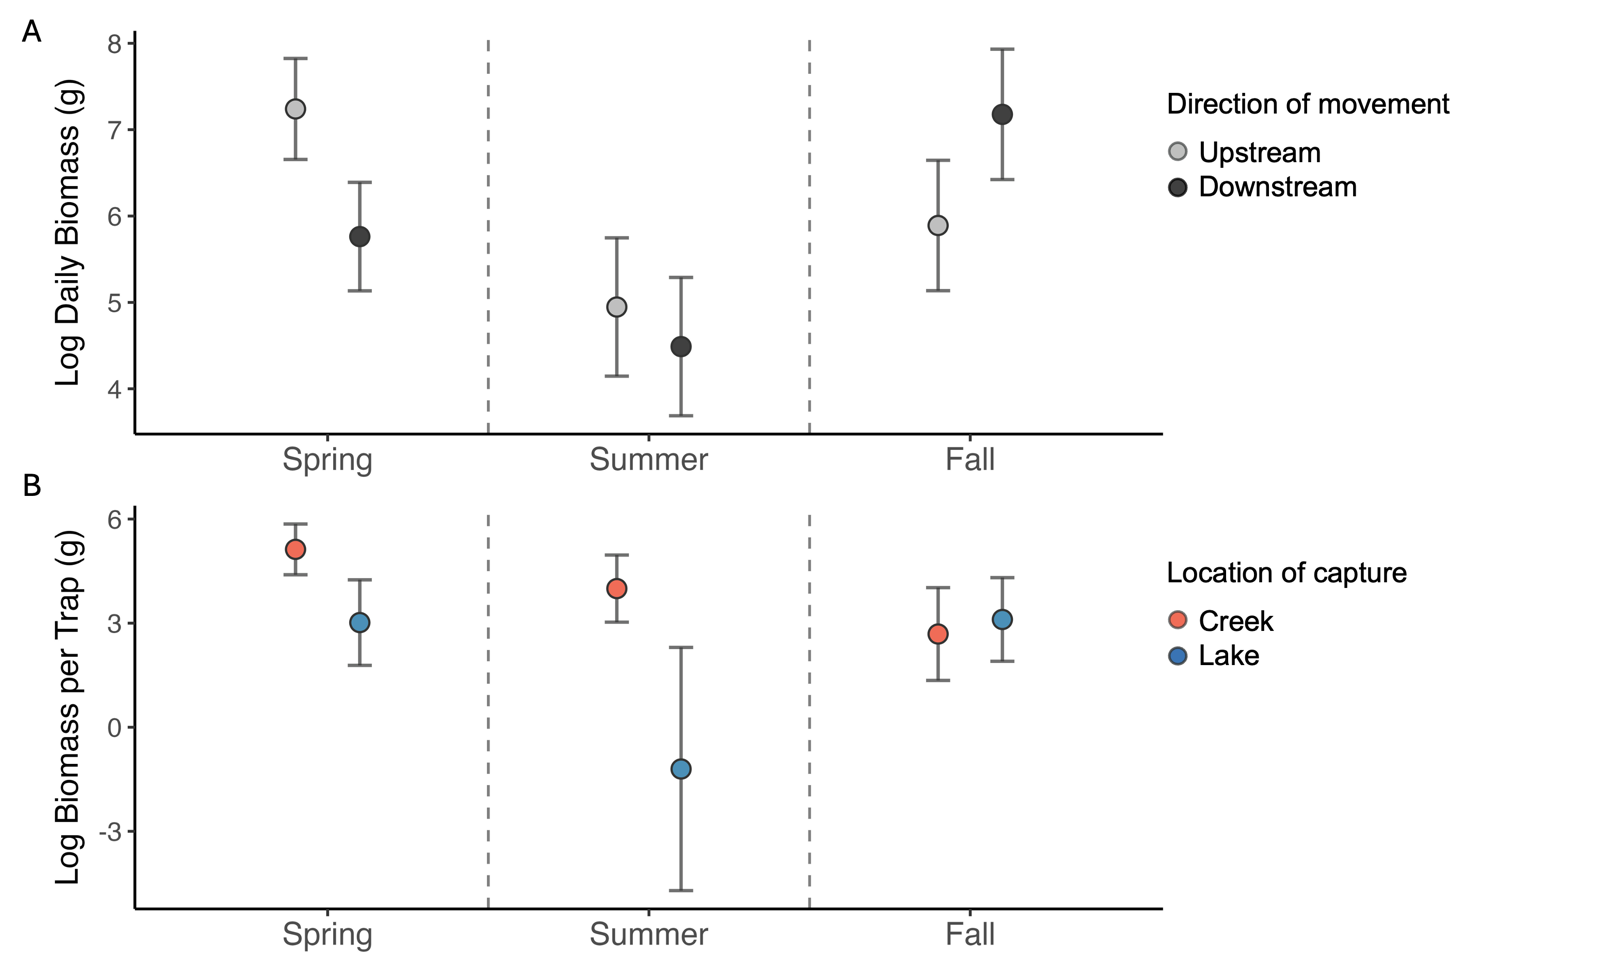 A
Log Daily Biomass (g)
8
7
6
5
4
Spring Summer Fall
Direction of movement
Upstream
Downstream
B
Log Biomass per Trap (g)
6
3
0
-3
Spring Summer Fall
Location of capture
Creek
Lake